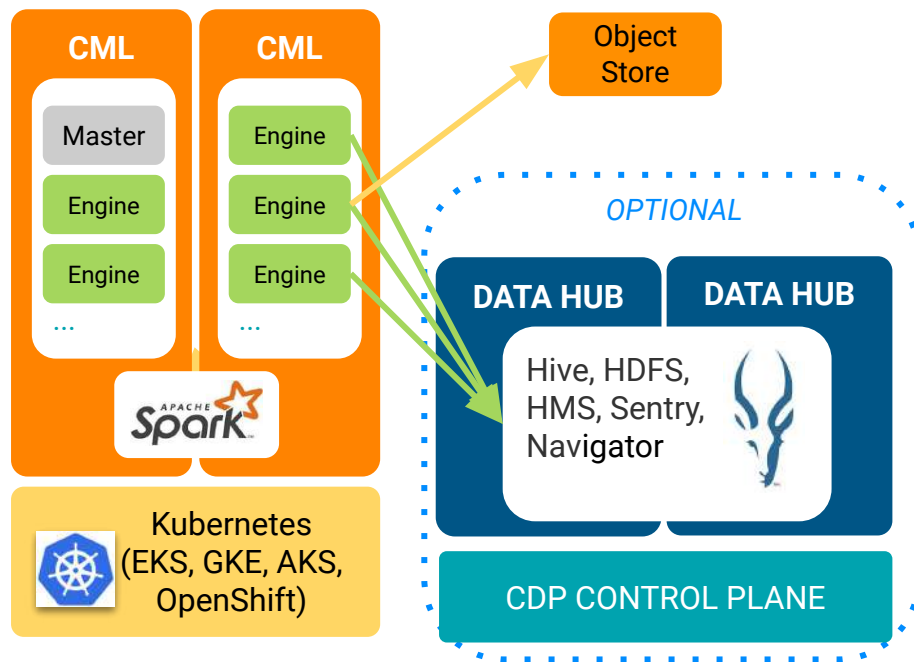 CML
Master
Engine
Engine
...
CML
Engine
Engine
Engine
...
APACHE
Spark
Kubernetes
(EKS, GKE, AKS,
OpenShift)
Object
Store
OPTIONAL
DATA HUB
DATA HUB
Hive, HDFS,
HMS, Sentry,
Navigator
CDP CONTROL PLANE